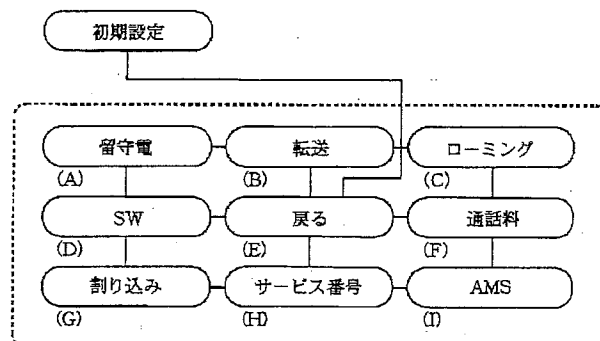 初期設定
留守電
転送
ローミング
(A)
(B)
(C)
SW
戻る
通話料
(D)
(E)
(F)
割り込み
サービス番号
AMS
(G)
(H)
(I)